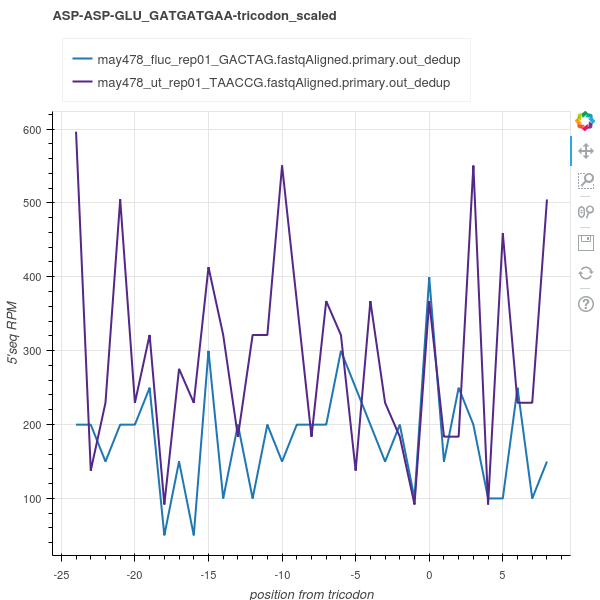 ASP-ASP-GLU_GATGATGAA-tricodon_scaled
may478_fluc_rep01_GACTAG.fastqAligned.primary.out_dedup
may478_ut_rep01_TAACCG.fastqAligned.primary.out_dedup
600
500
400
300
200
100
5'seq RPM
-25
-20
-15
-10
-5
0
5
position from tricodon